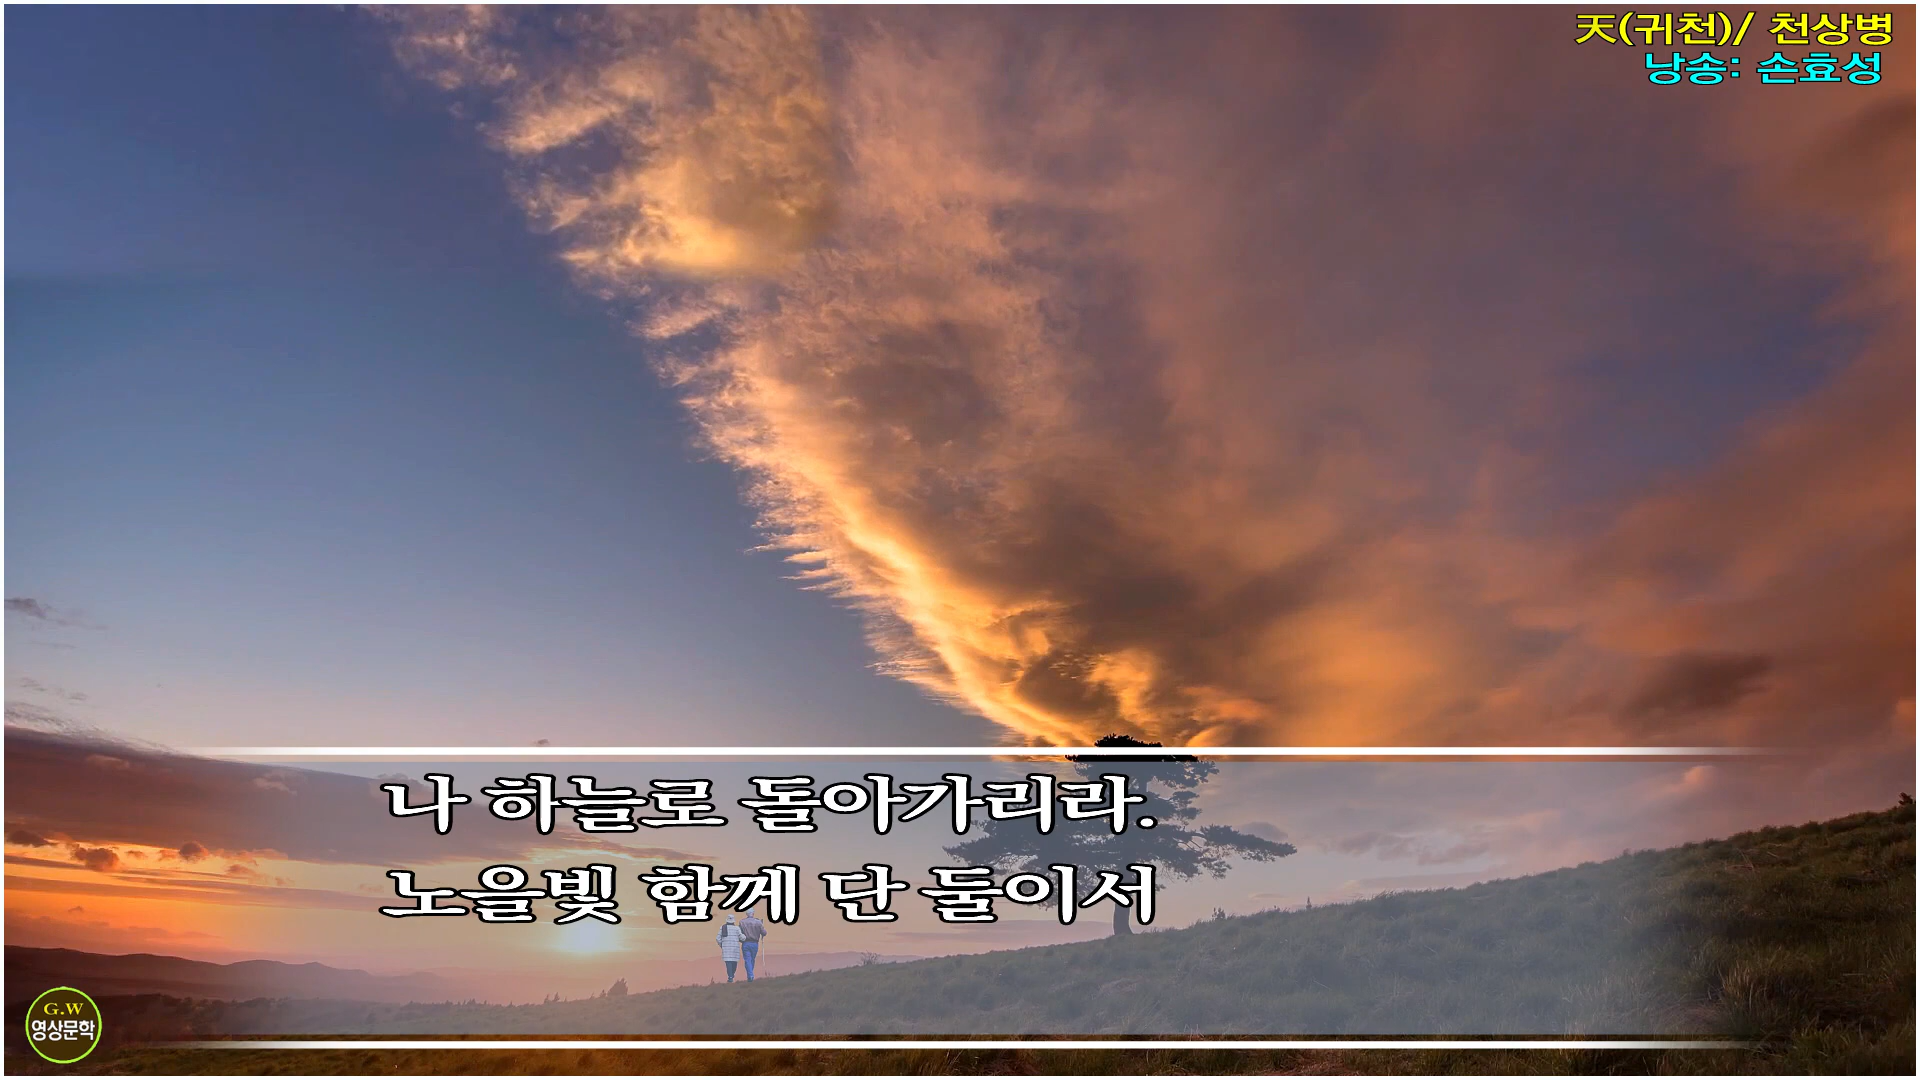 天(귀천)/ 천상병
낭송: 손효성
나 하늘로 돌아가리라.
노을빛 함께 단 둘이서
G.W
영상문학